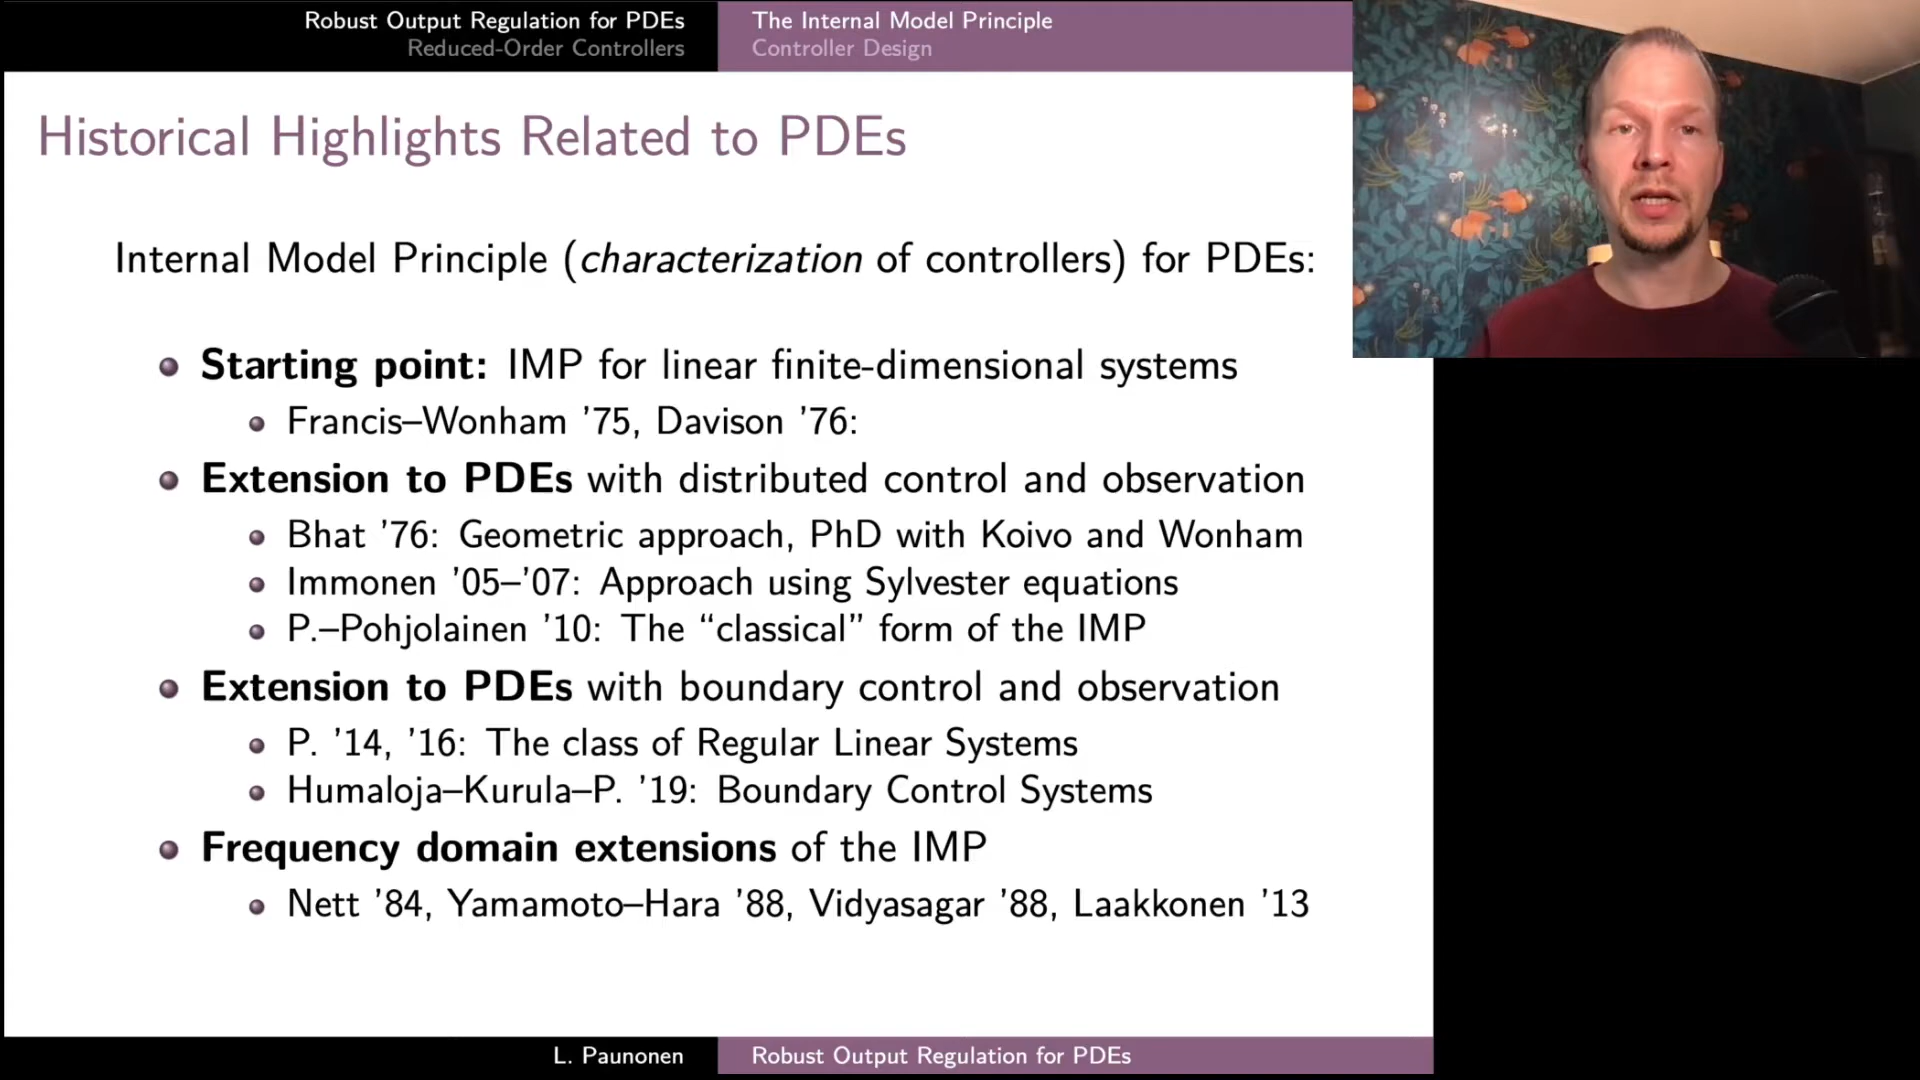 Robust Output Regulation for PDEs
Reduced-Order Controllers
The Internal Model Principle
Controller Design
Historical Highlights Related to PDEs
Internal Model Principle (characterization of controllers) for PDEs:
Starting point: IMP for linear finite-dimensional systems
Francis–Wonham ’75, Davison ’76:
Extension to PDEs with distributed control and observation
Bhat ’76: Geometric approach, PhD with Koivo and Wonham
Immonen ’05–’07: Approach using Sylvester equations
P.–Pohjolainen ’10: The “classical” form of the IMP
Extension to PDEs with boundary control and observation
P. ’14, ’16: The class of Regular Linear Systems
Humaloja–Kurula–P. ’19: Boundary Control Systems
Frequency domain extensions of the IMP
Nett ’84, Yamamoto–Hara ’88, Vidyasagar ’88, Laakkonen ’13
L. Paunonen
Robust Output Regulation for PDEs